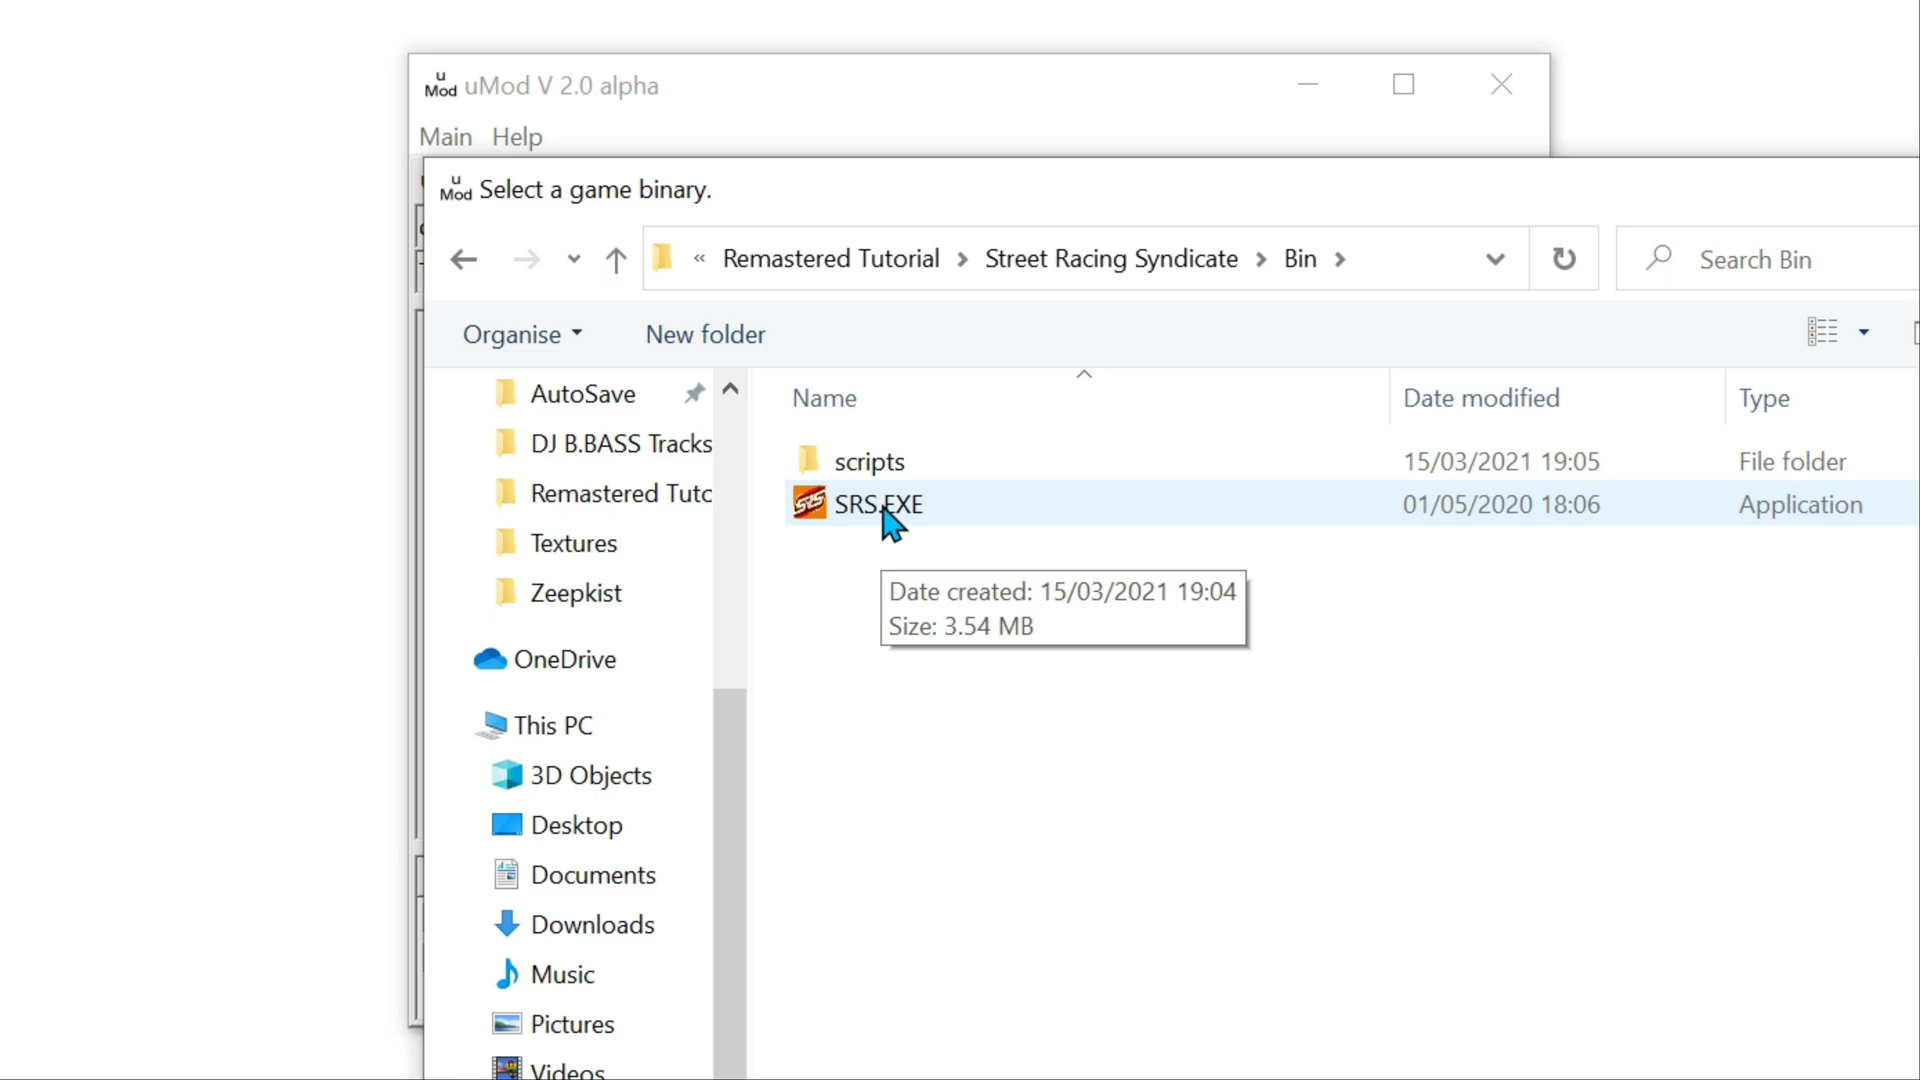 u
Mod uMod V 2.0 alpha
Main Help
u
Mod Select a game binary.
« Remastered Tutorial > Street Racing Syndicate > Bin >
Search Bin
Organise New folder
AutoSave
DJ B.BASS Tracks
Remastered Tutc
Textures
Zeepkist
OneDrive
This PC
3D Objects
Desktop
Documents
Downloads
Music
Pictures
Videos
Name Date modified Type
scripts 15/03/2021 19:05 File folder
SRS.EXE 01/05/2020 18:06 Application
Date created: 15/03/2021 19:04
Size: 3.54 MB